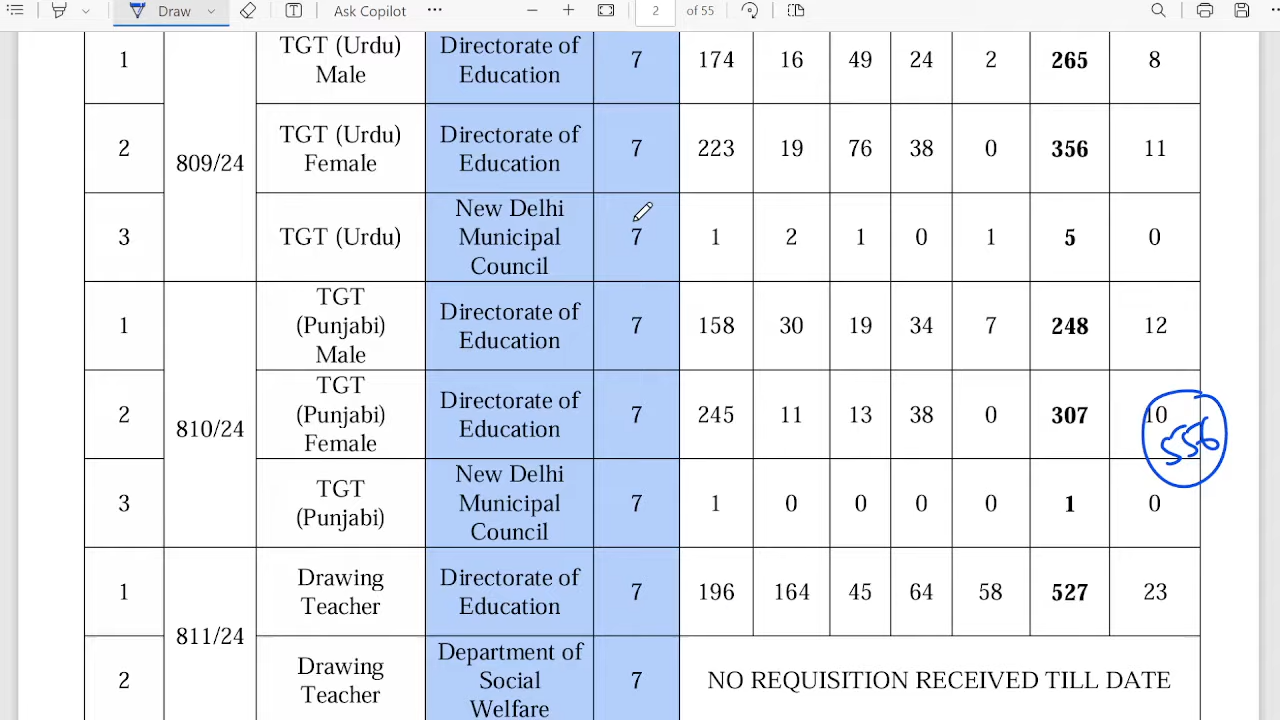 Draw
Ask Copilot
2 of 55
1 TGT (Urdu) Male Directorate of Education 7 174 16 49 24 2 265 8
809/24
2 TGT (Urdu) Female Directorate of Education 7 223 19 76 38 0 356 11
3 TGT (Urdu) New Delhi Municipal Council 7 1 2 1 0 1 5 0
1 TGT (Punjabi) Male Directorate of Education 7 158 30 19 34 7 248 12
810/24
2 TGT (Punjabi) Female Directorate of Education 7 245 11 13 38 0 307 10
556
3 TGT (Punjabi) New Delhi Municipal Council 7 1 0 0 0 0 1 0
1 Drawing Teacher Directorate of Education 7 196 164 45 64 58 527 23
811/24
2 Drawing Teacher Department of Social Welfare 7 NO REQUISITION RECEIVED TILL DATE